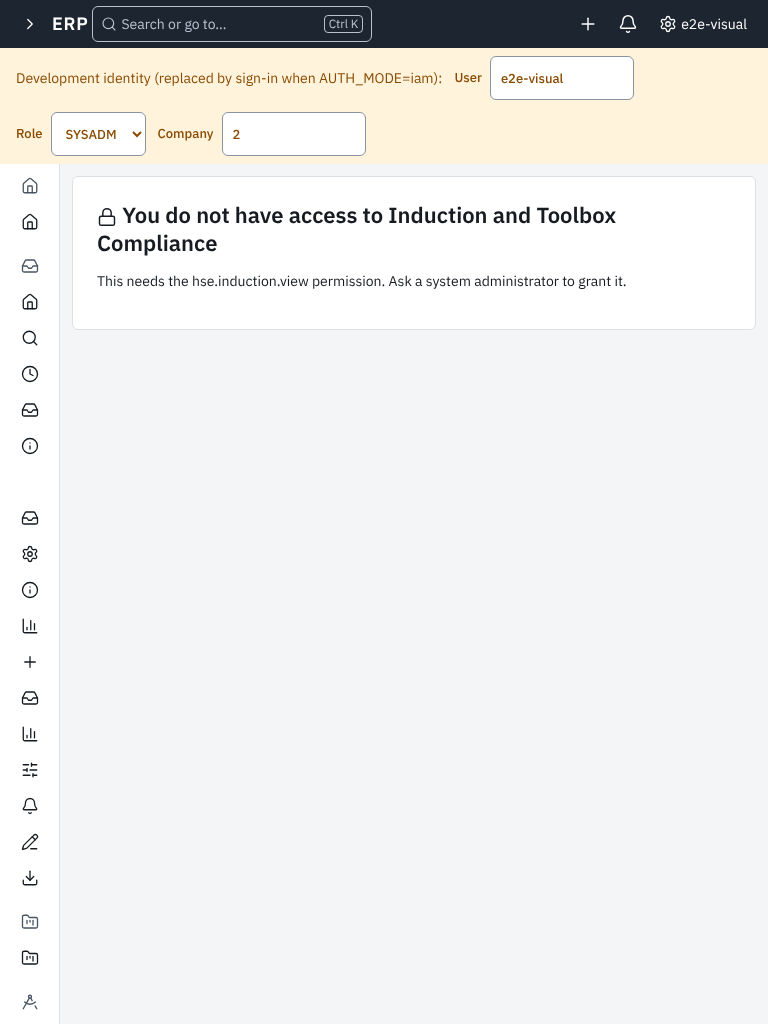 ERP
Search or go to...
Ctrl K
e2e-visual
Development identity (replaced by sign-in when AUTH_MODE=iam):
User
e2e-visual
Role
SYSADM
Company
2
You do not have access to Induction and Toolbox
Compliance
This needs the hse.induction.view permission. Ask a system administrator to grant it.